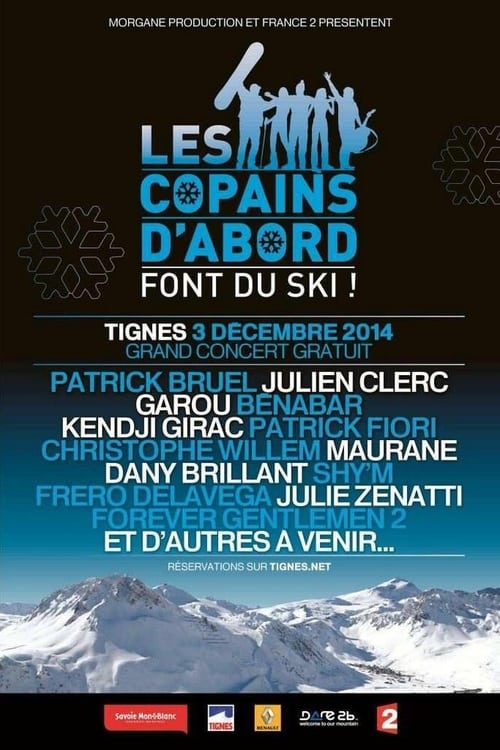 MORGANE PRODUCTION ET FRANCE 2 PRESENTENT
LES
COPAINS
D'ABORD
FONT DU SKI !
TIGNES 3 DÉCEMBRE 2014
GRAND CONCERT GRATUIT
PATRICK BRUEL JULIEN CLERC
GAROU BÉNABAR
KENDJI GIRAC PATRICK FIORI
CHRISTOPHE WILLEM MAURANE
DANY BRILLANT SHY'M
FRERO DELAVEGA JULIE ZENATTI
FOREVER GENTLEMEN 2
ET D'AUTRES À VENIR...
RÉSERVATIONS SUR TIGNES.NET
Savoie Mont Blanc
TIGNES
RENAULT
DARE 2b.
welcome to our mountain
2